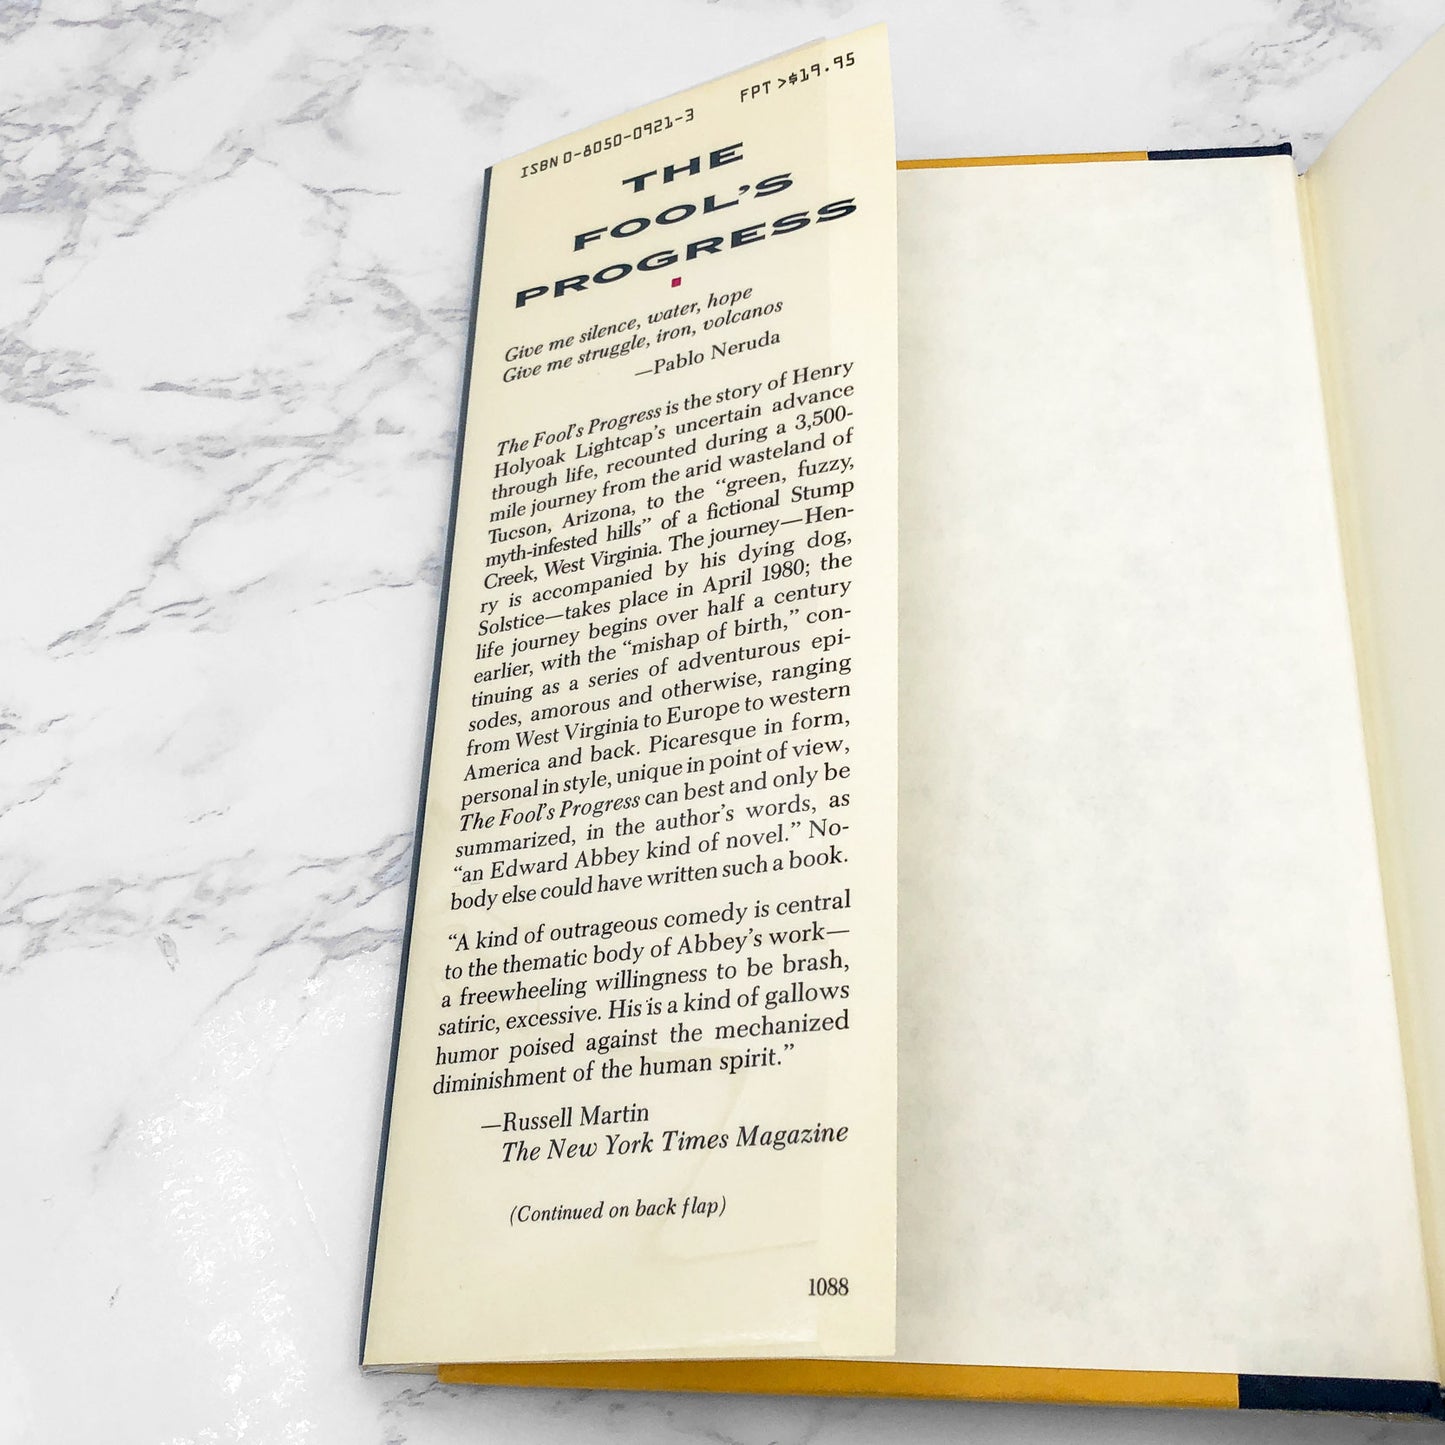 ISBN 0-8050-0921-3 FPT >$19.95
THE
FOOL'S
PROGRESS
Give me silence, water, hope
Give me struggle, iron, volcanos
—Pablo Neruda
The Fool's Progress is the story of Henry
Holyoak Lightcap's uncertain advance
through life, recounted during a 3,500-
mile journey from the arid wasteland of
Tucson, Arizona, to the “green, fuzzy,
myth-infested hills” of a fictional Stump
Creek, West Virginia. The journey—Hen-
ry is accompanied by his dying dog,
Solstice—takes place in April 1980; the
life journey begins over half a century
earlier, with the “mishap of birth,” con-
tinuing as a series of adventurous epi-
sodes, amorous and otherwise, ranging
from West Virginia to Europe to western
America and back. Picaresque in form,
personal in style, unique in point of view,
The Fool's Progress can best and only be
summarized, in the author's words, as
“an Edward Abbey kind of novel.” No-
body else could have written such a book.
“A kind of outrageous comedy is central
to the thematic body of Abbey's work—
a freewheeling willingness to be brash,
satiric, excessive. His is a kind of gallows
humor poised against the mechanized
diminishment of the human spirit.”
—Russell Martin
The New York Times Magazine
(Continued on back flap)
1088